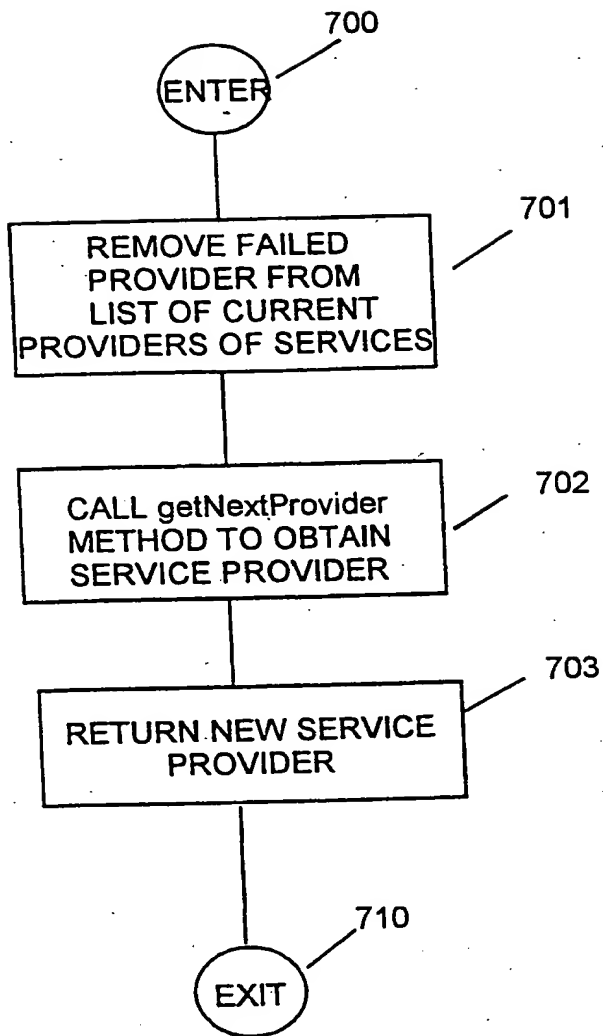 700
ENTER
701
REMOVE FAILED
PROVIDER FROM
LIST OF CURRENT
PROVIDERS OF SERVICES
702
CALL getNextProvider
METHOD TO OBTAIN
SERVICE PROVIDER
703
RETURN NEW SERVICE
PROVIDER
710
EXIT